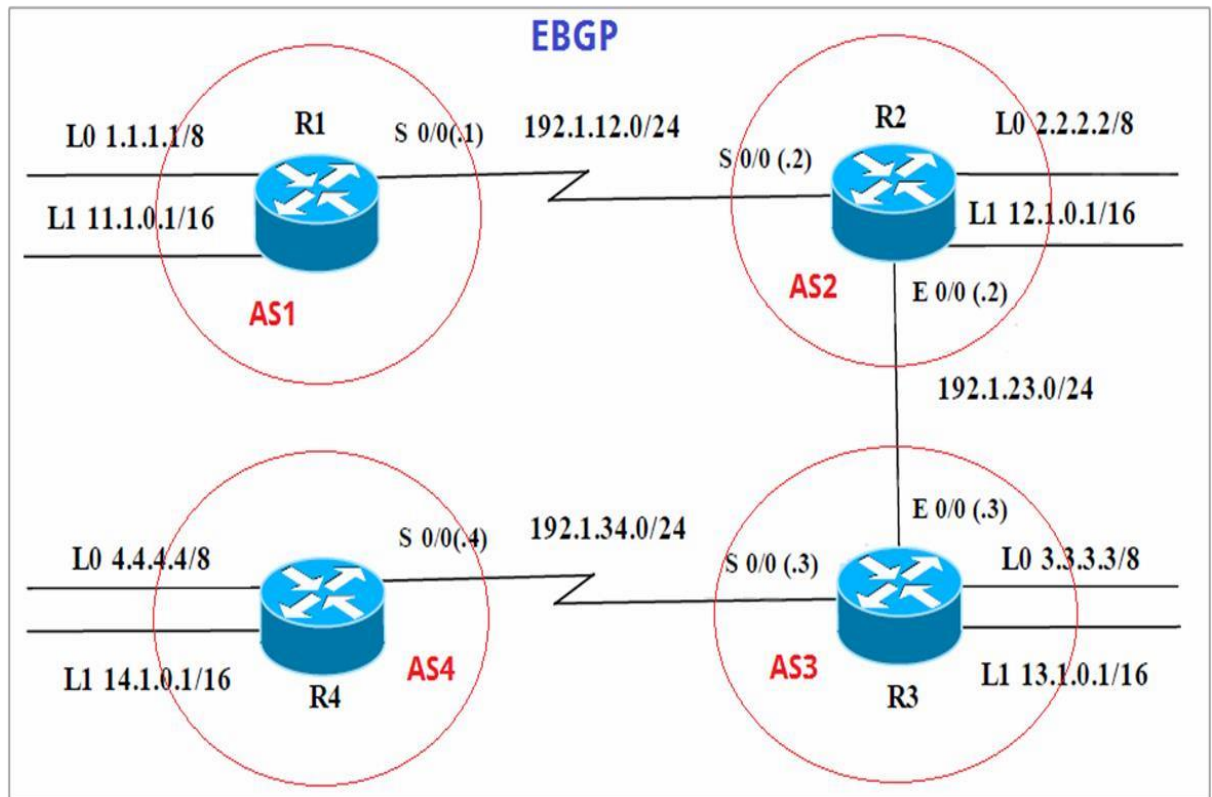 EBGP
R1
L0 1.1.1.1/8
S 0/0(.1)
L1 11.1.0.1/16
AS1
192.1.12.0/24
R2
L0 2.2.2.2/8
S 0/0 (.2)
L1 12.1.0.1/16
AS2
E 0/0 (.2)
192.1.23.0/24
L0 4.4.4.4/8
S 0/0(.4)
L1 14.1.0.1/16
R4
AS4
192.1.34.0/24
E 0/0 (.3)
S 0/0 (.3)
L0 3.3.3.3/8
AS3
R3
L1 13.1.0.1/16